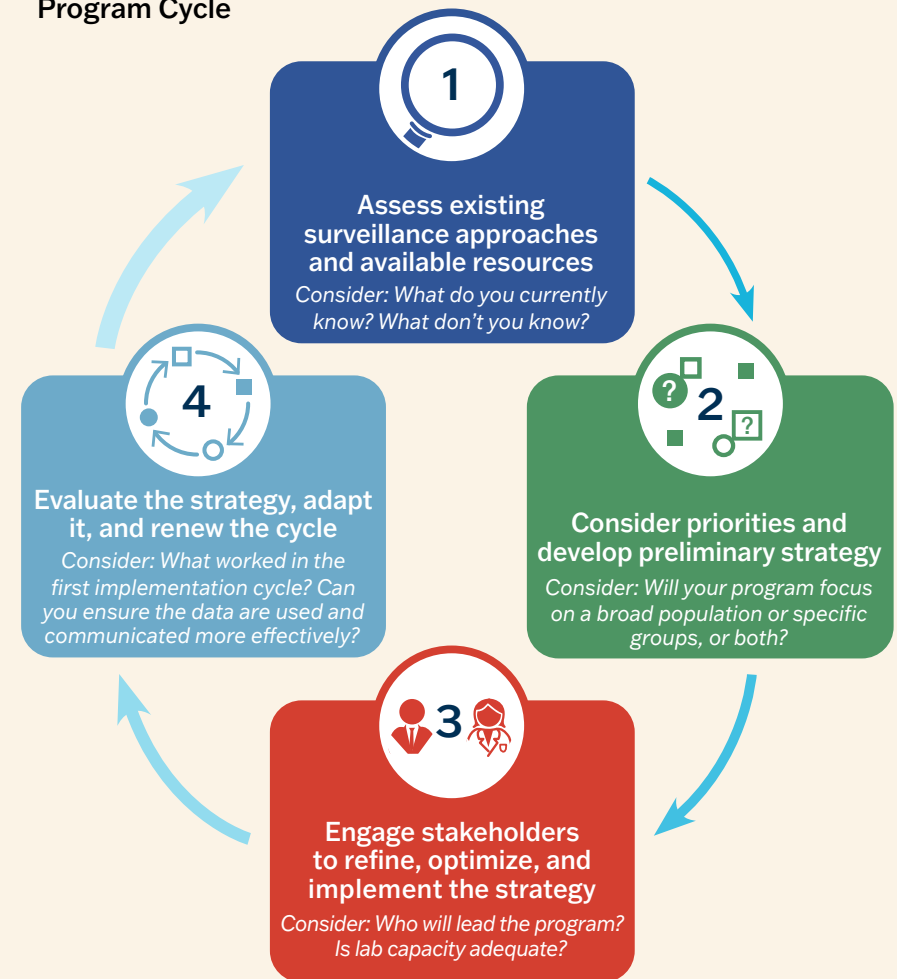 Program Cycle
1
Assess existing
surveillance approaches
and available resources
Consider: What do you currently
know? What don't you know?
?
2
?
Consider priorities and
develop preliminary strategy
Consider: Will your program focus
on a broad population or specific
groups, or both?
3
Engage stakeholders
to refine, optimize, and
implement the strategy
Consider: Who will lead the program?
Is lab capacity adequate?
4
Evaluate the strategy, adapt
it, and renew the cycle
Consider: What worked in the
first implementation cycle? Can
you ensure the data are used and
communicated more effectively?